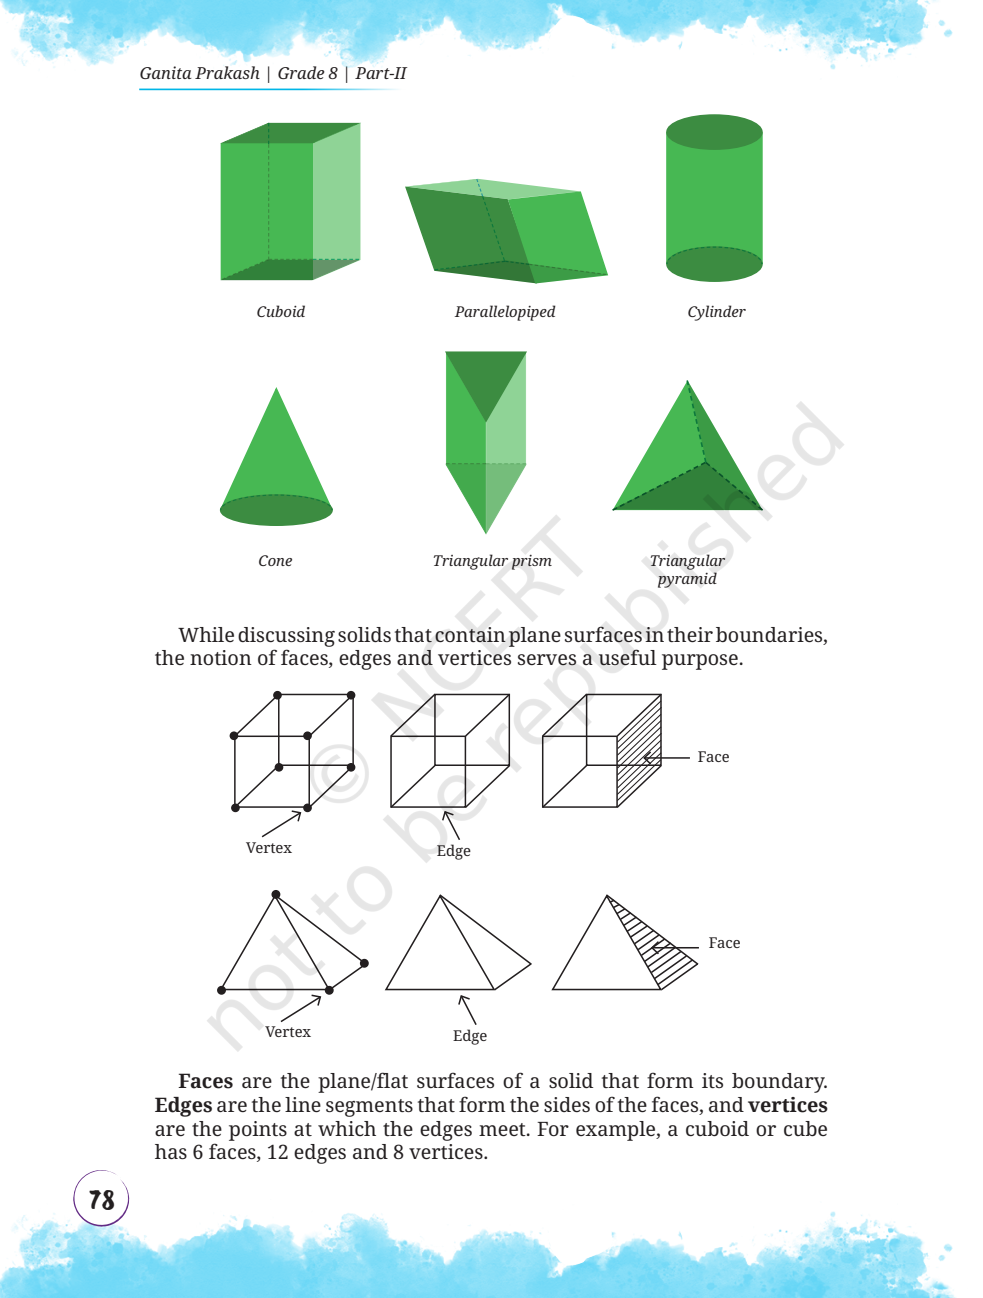 Ganita Prakash | Grade 8 | Part-II
Cuboid
Parallelopiped
Cylinder
Cone
Triangular prism
Triangular
pyramid
While discussing solids that contain plane surfaces in their boundaries,
the notion of faces, edges and vertices serves a useful purpose.
Face
Vertex
Edge
Face
Vertex
Edge
Faces are the plane/flat surfaces of a solid that form its boundary.
Edges are the line segments that form the sides of the faces, and vertices
are the points at which the edges meet. For example, a cuboid or cube
has 6 faces, 12 edges and 8 vertices.
78
© NCERT
not to be republished